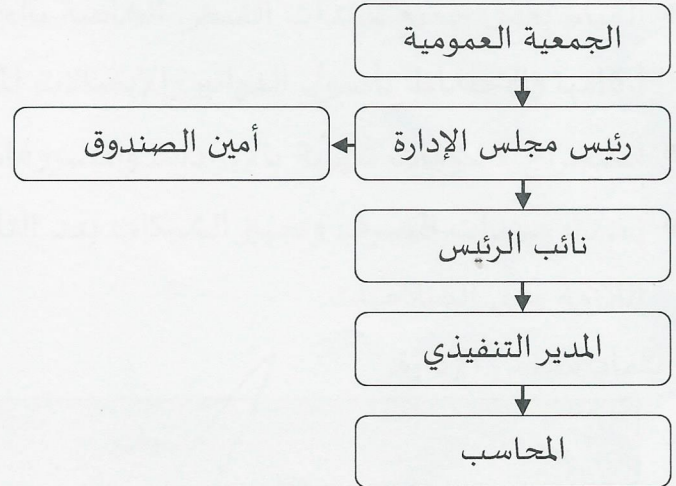 الجمعية العمومية
رئيس مجلس الإدارة
أمين الصندوق
نائب الرئيس
المدير التنفيذي
المحاسب